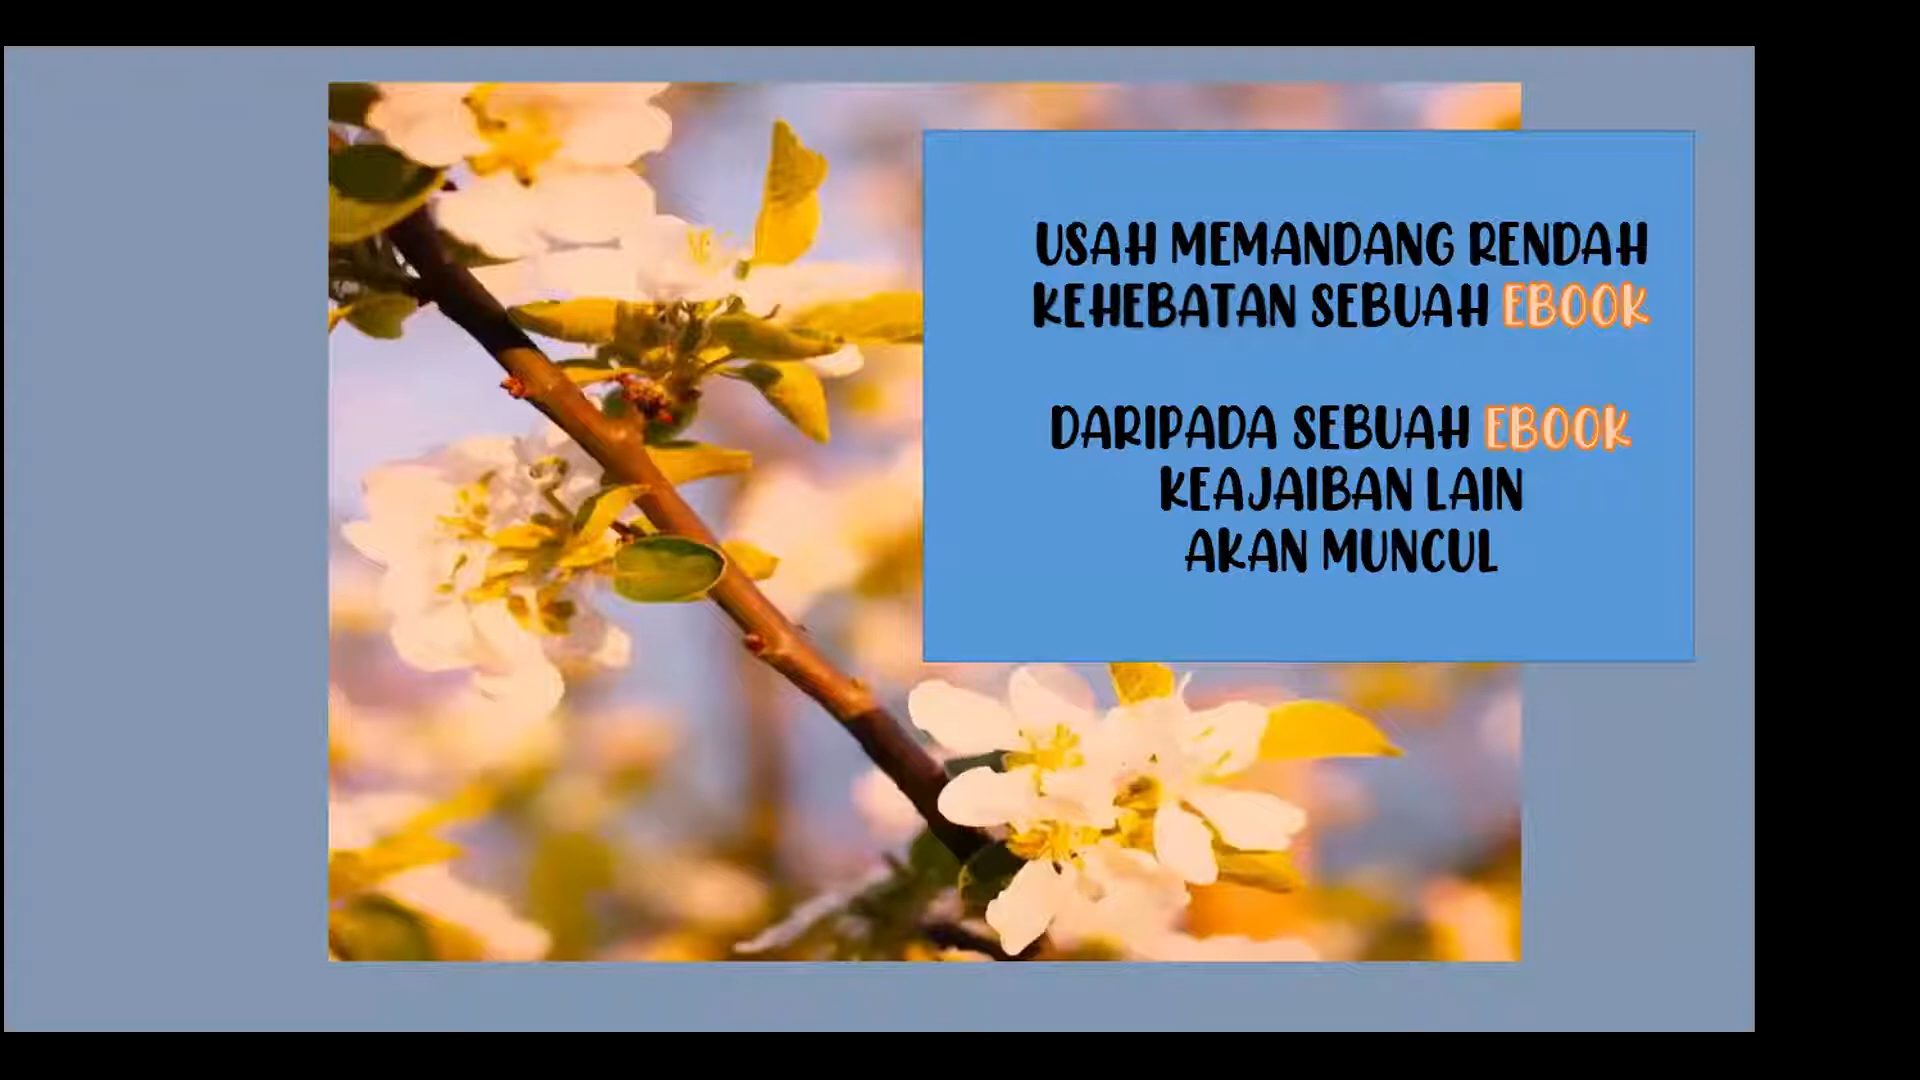 USAH MEMANDANG RENDAH
KEHEBATAN SEBUAH EBOOK
DARIPADA SEBUAH EBOOK
KEAJAIBAN LAIN
AKAN MUNCUL